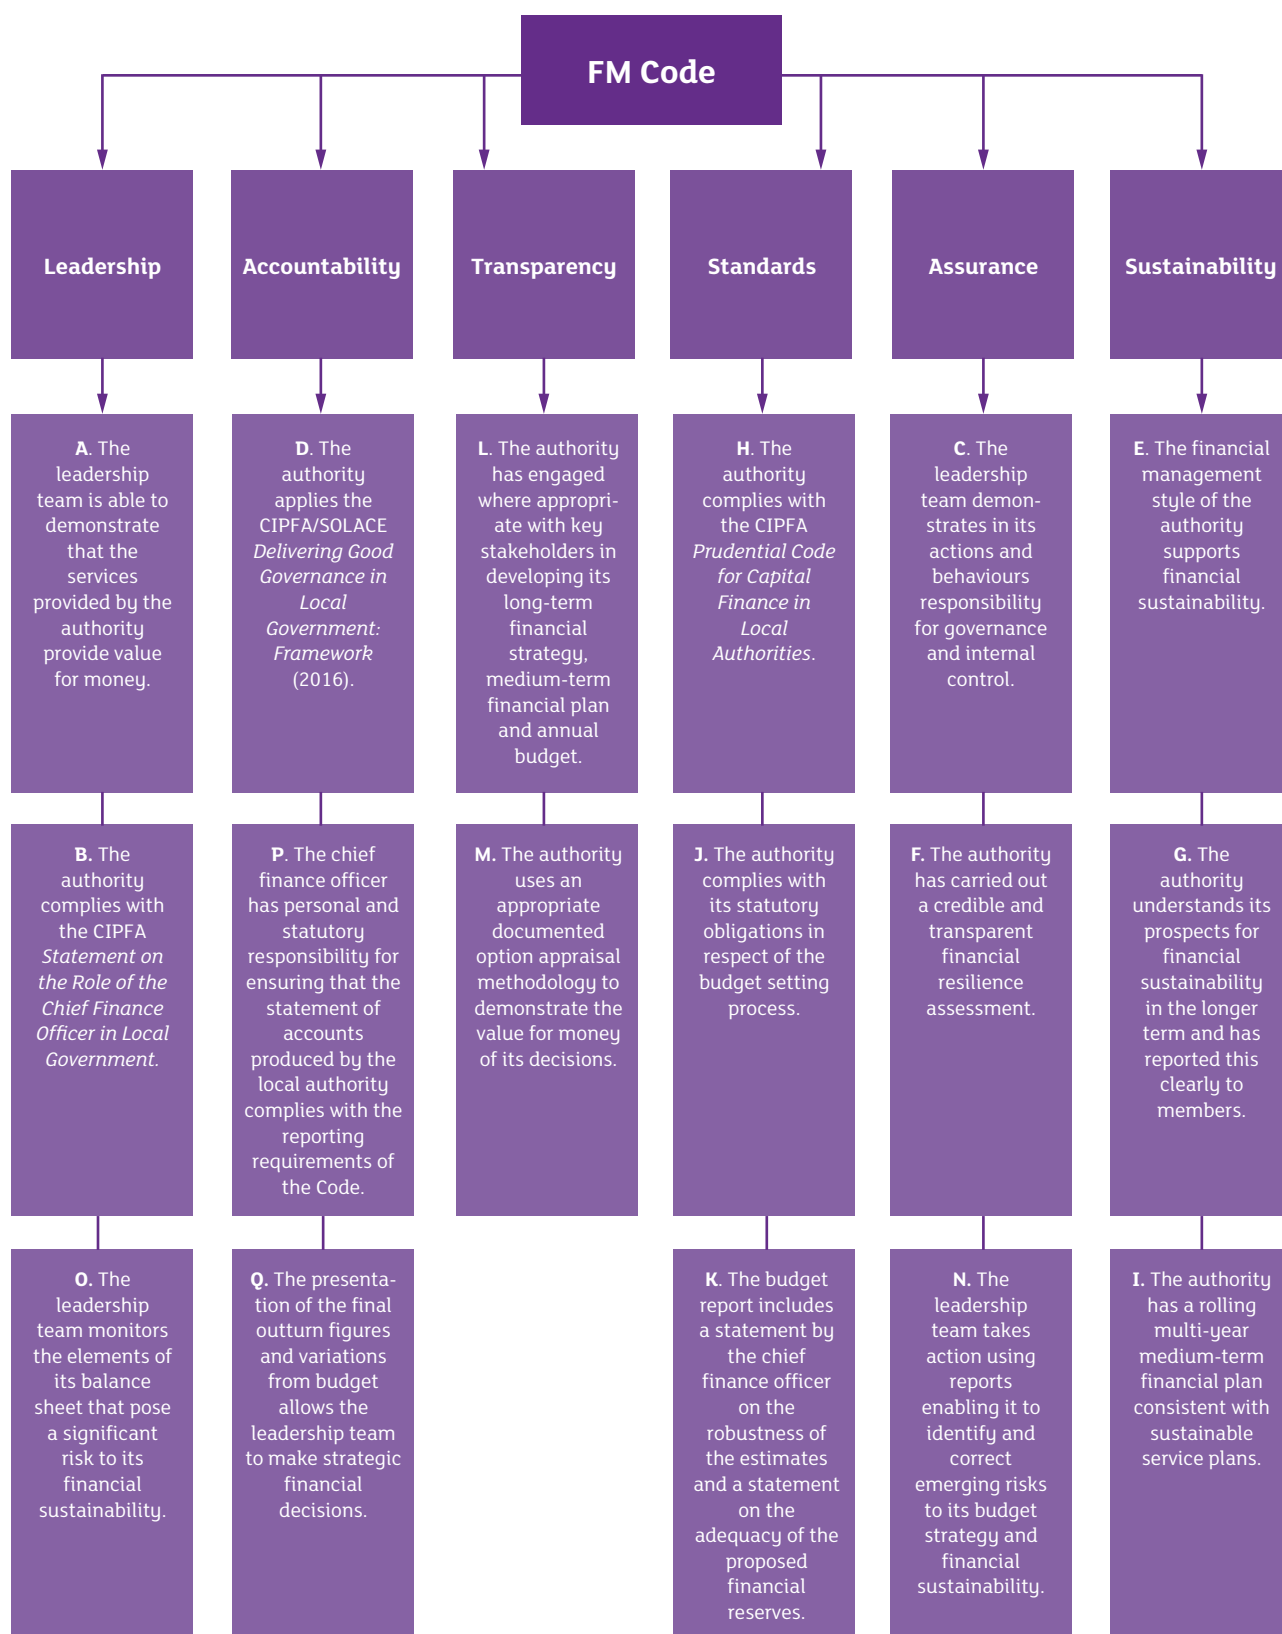 FM Code
Leadership
Accountability
Transparency
Standards
Assurance
Sustainability
A. The
leadership
team is able to
demonstrate
that the
services
provided by the
authority
provide value
for money.
D. The
authority
applies the
CIPFA/SOLACE
Delivering Good
Governance in
Local
Government:
Framework
(2016).
L. The authority
has engaged
where appropri-
ate with key
stakeholders in
developing its
long-term
financial
strategy,
medium-term
financial plan
and annual
budget.
H. The
authority
complies with
the CIPFA
Prudential Code
for Capital
Finance in
Local
Authorities.
C. The
leadership
team demon-
strates in its
actions and
behaviours
responsibility
for governance
and internal
control.
E. The financial
management
style of the
authority
supports
financial
sustainability.
B. The
authority
complies with
the CIPFA
Statement on
the Role of the
Chief Finance
Officer in Local
Government.
P. The chief
finance officer
has personal and
statutory
responsibility for
ensuring that the
statement of
accounts
produced by the
local authority
complies with the
reporting
requirements of
the Code.
M. The authority
uses an
appropriate
documented
option appraisal
methodology to
demonstrate the
value for money
of its decisions.
J. The authority
complies with
its statutory
obligations in
respect of the
budget setting
process.
F. The authority
has carried out
a credible and
transparent
financial
resilience
assessment.
G. The
authority
understands its
prospects for
financial
sustainability
in the longer
term and has
reported this
clearly to
members.
O. The
leadership
team monitors
the elements of
its balance
sheet that pose
a significant
risk to its
financial
sustainability.
Q. The presenta-
tion of the final
outturn figures
and variations
from budget
allows the
leadership team
to make strategic
financial
decisions.
K. The budget
report includes
a statement by
the chief
finance officer
on the
robustness of
the estimates
and a statement
on the
adequacy of the
proposed
financial
reserves.
N. The
leadership
team takes
action using
reports
enabling it to
identify and
correct
emerging risks
to its budget
strategy and
financial
sustainability.
I. The authority
has a rolling
multi-year
medium-term
financial plan
consistent with
sustainable
service plans.